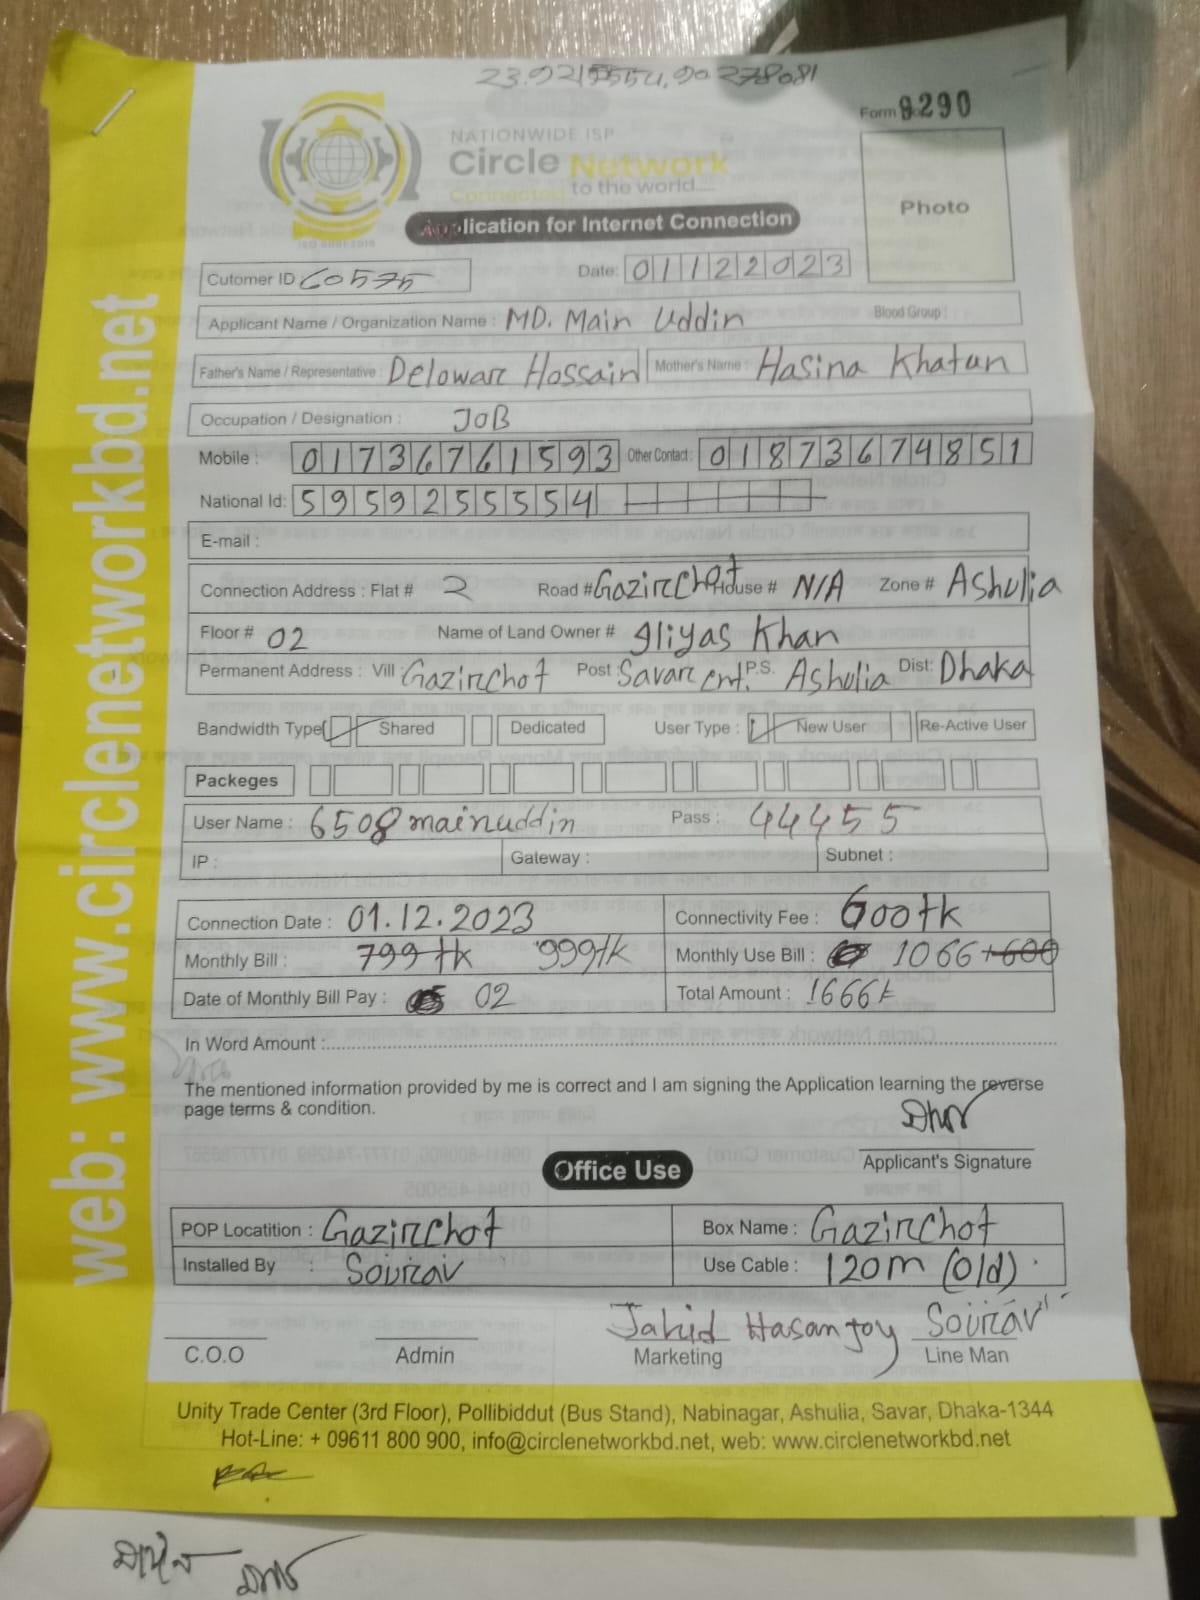 Form 9290
NATIONWIDE ISP
Circle Network
Connected to the world....
ISO 9001:2015
Application for Internet Connection
Photo
Cutomer ID : 60575 Date: 01122023
Applicant Name / Organization Name : MD. Main Uddin Blood Group :
Father's Name / Representative : Delowar Hossain Mother's Name : Hasina Khatun
Occupation / Designation : JOB
Mobile : 01736761593 Other Contact : 01873674851
National Id: 5959255554
E-mail :
Connection Address : Flat # 2 Road # Gazirchot House # N/A Zone # Ashulia
Floor # 02 Name of Land Owner # Iliyas Khan
Permanent Address : Vill : Gazirchot Post : Savar cnt. P.S. Ashulia Dist: Dhaka
Bandwidth Type Shared Dedicated User Type : New User Re-Active User
Packeges
User Name : 6508mainuddin Pass : 44455
IP : Gateway : Subnet :
Connection Date : 01.12.2023 Connectivity Fee : 600tk
Monthly Bill : 799 tk 999tk Monthly Use Bill : 1066+600
Date of Monthly Bill Pay : 02 Total Amount : 1666t
In Word Amount :
The mentioned information provided by me is correct and I am signing the Application learning the reverse
page terms & condition.
Applicant's Signature
Office Use
POP Locatition : Gazirchot Box Name : Gazirchot
Installed By : Sourav Use Cable : 120m (old)
Jahid Hasan Joy Sourav
C.O.O Admin Marketing Line Man
Unity Trade Center (3rd Floor), Pollibiddut (Bus Stand), Nabinagar, Ashulia, Savar, Dhaka-1344
Hot-Line: + 09611 800 900, info@circlenetworkbd.net, web: www.circlenetworkbd.net
web: www.circlenetworkbd.net